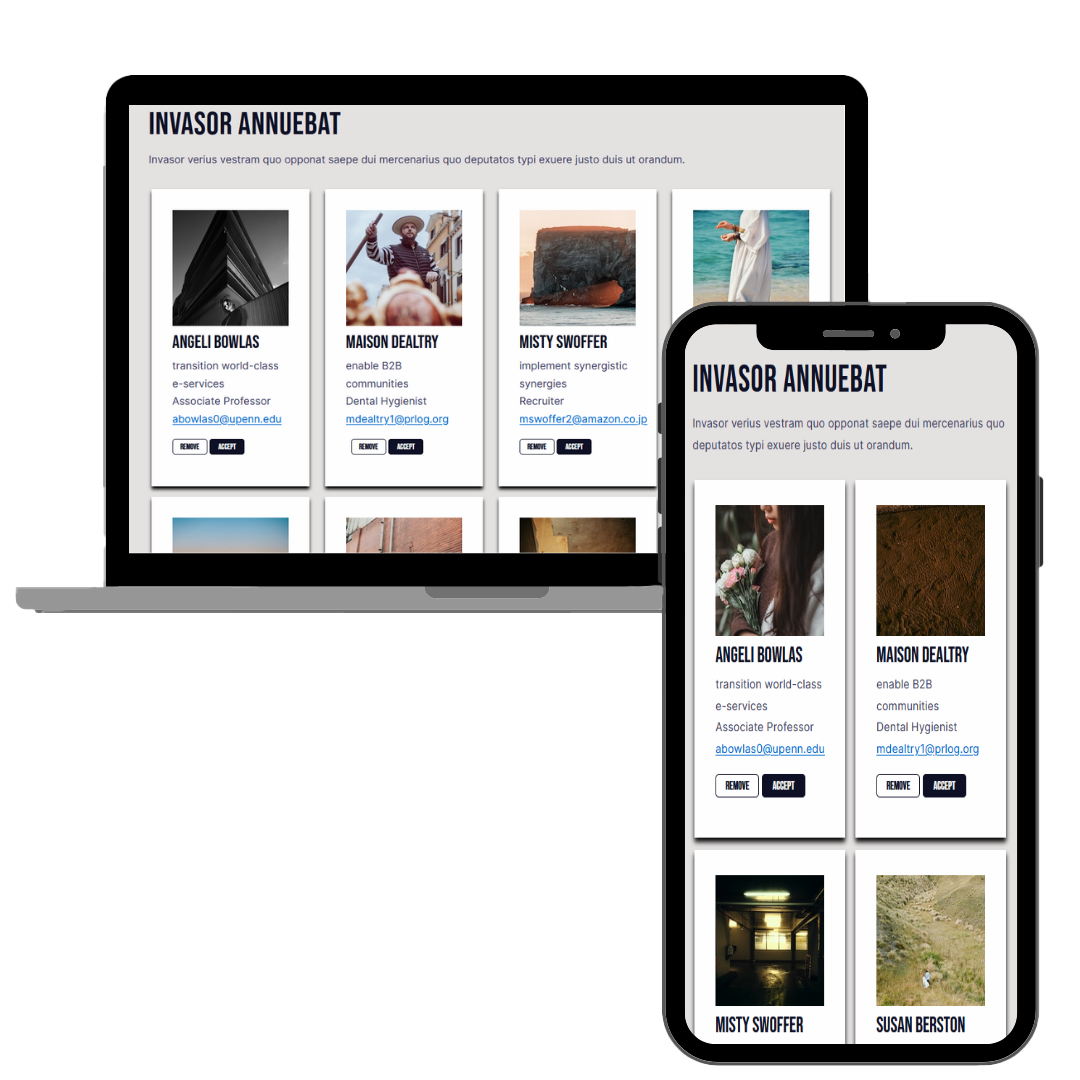 INVASOR ANNUEBAT
Invasor verius vestram quo opponat saepe dui mercenarius quo deputatos typi exuere justo duis ut orandum.
ANGELI BOWLAS
transition world-class
e-services
Associate Professor
abowlas0@upenn.edu
REMOVE
ACCEPT
MAISON DEALTRY
enable B2B
communities
Dental Hygienist
mdealtry1@prlog.org
REMOVE
ACCEPT
MISTY SWOFFER
implement synergistic
synergies
Recruiter
mswoffer2@amazon.co.jp
REMOVE
ACCEPT
INVASOR ANNUEBAT
Invasor verius vestram quo opponat saepe dui mercenarius quo
deputatos typi exuere justo duis ut orandum.
ANGELI BOWLAS
transition world-class
e-services
Associate Professor
abowlas0@upenn.edu
REMOVE
ACCEPT
MAISON DEALTRY
enable B2B
communities
Dental Hygienist
mdealtry1@prlog.org
REMOVE
ACCEPT
MISTY SWOFFER
SUSAN BERSTON